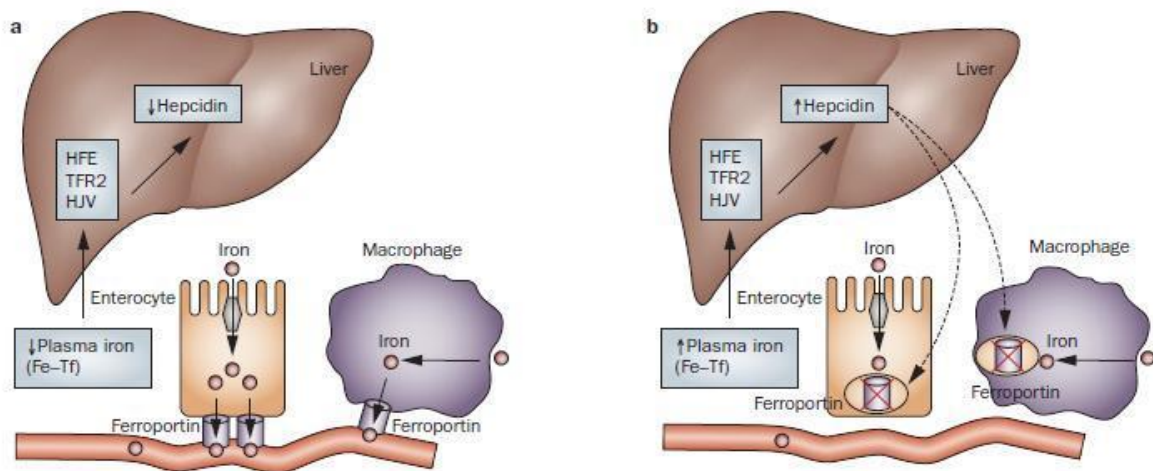 a
Liver
↓Hepcidin
HFE
TFR2
HJV
Iron
Macrophage
Enterocyte
Iron
↓Plasma iron
(Fe–Tf)
Ferroportin
Ferroportin
b
Liver
↑Hepcidin
HFE
TFR2
HJV
Iron
Macrophage
Enterocyte
Iron
↑Plasma iron
(Fe–Tf)
Ferroportin
Ferroportin